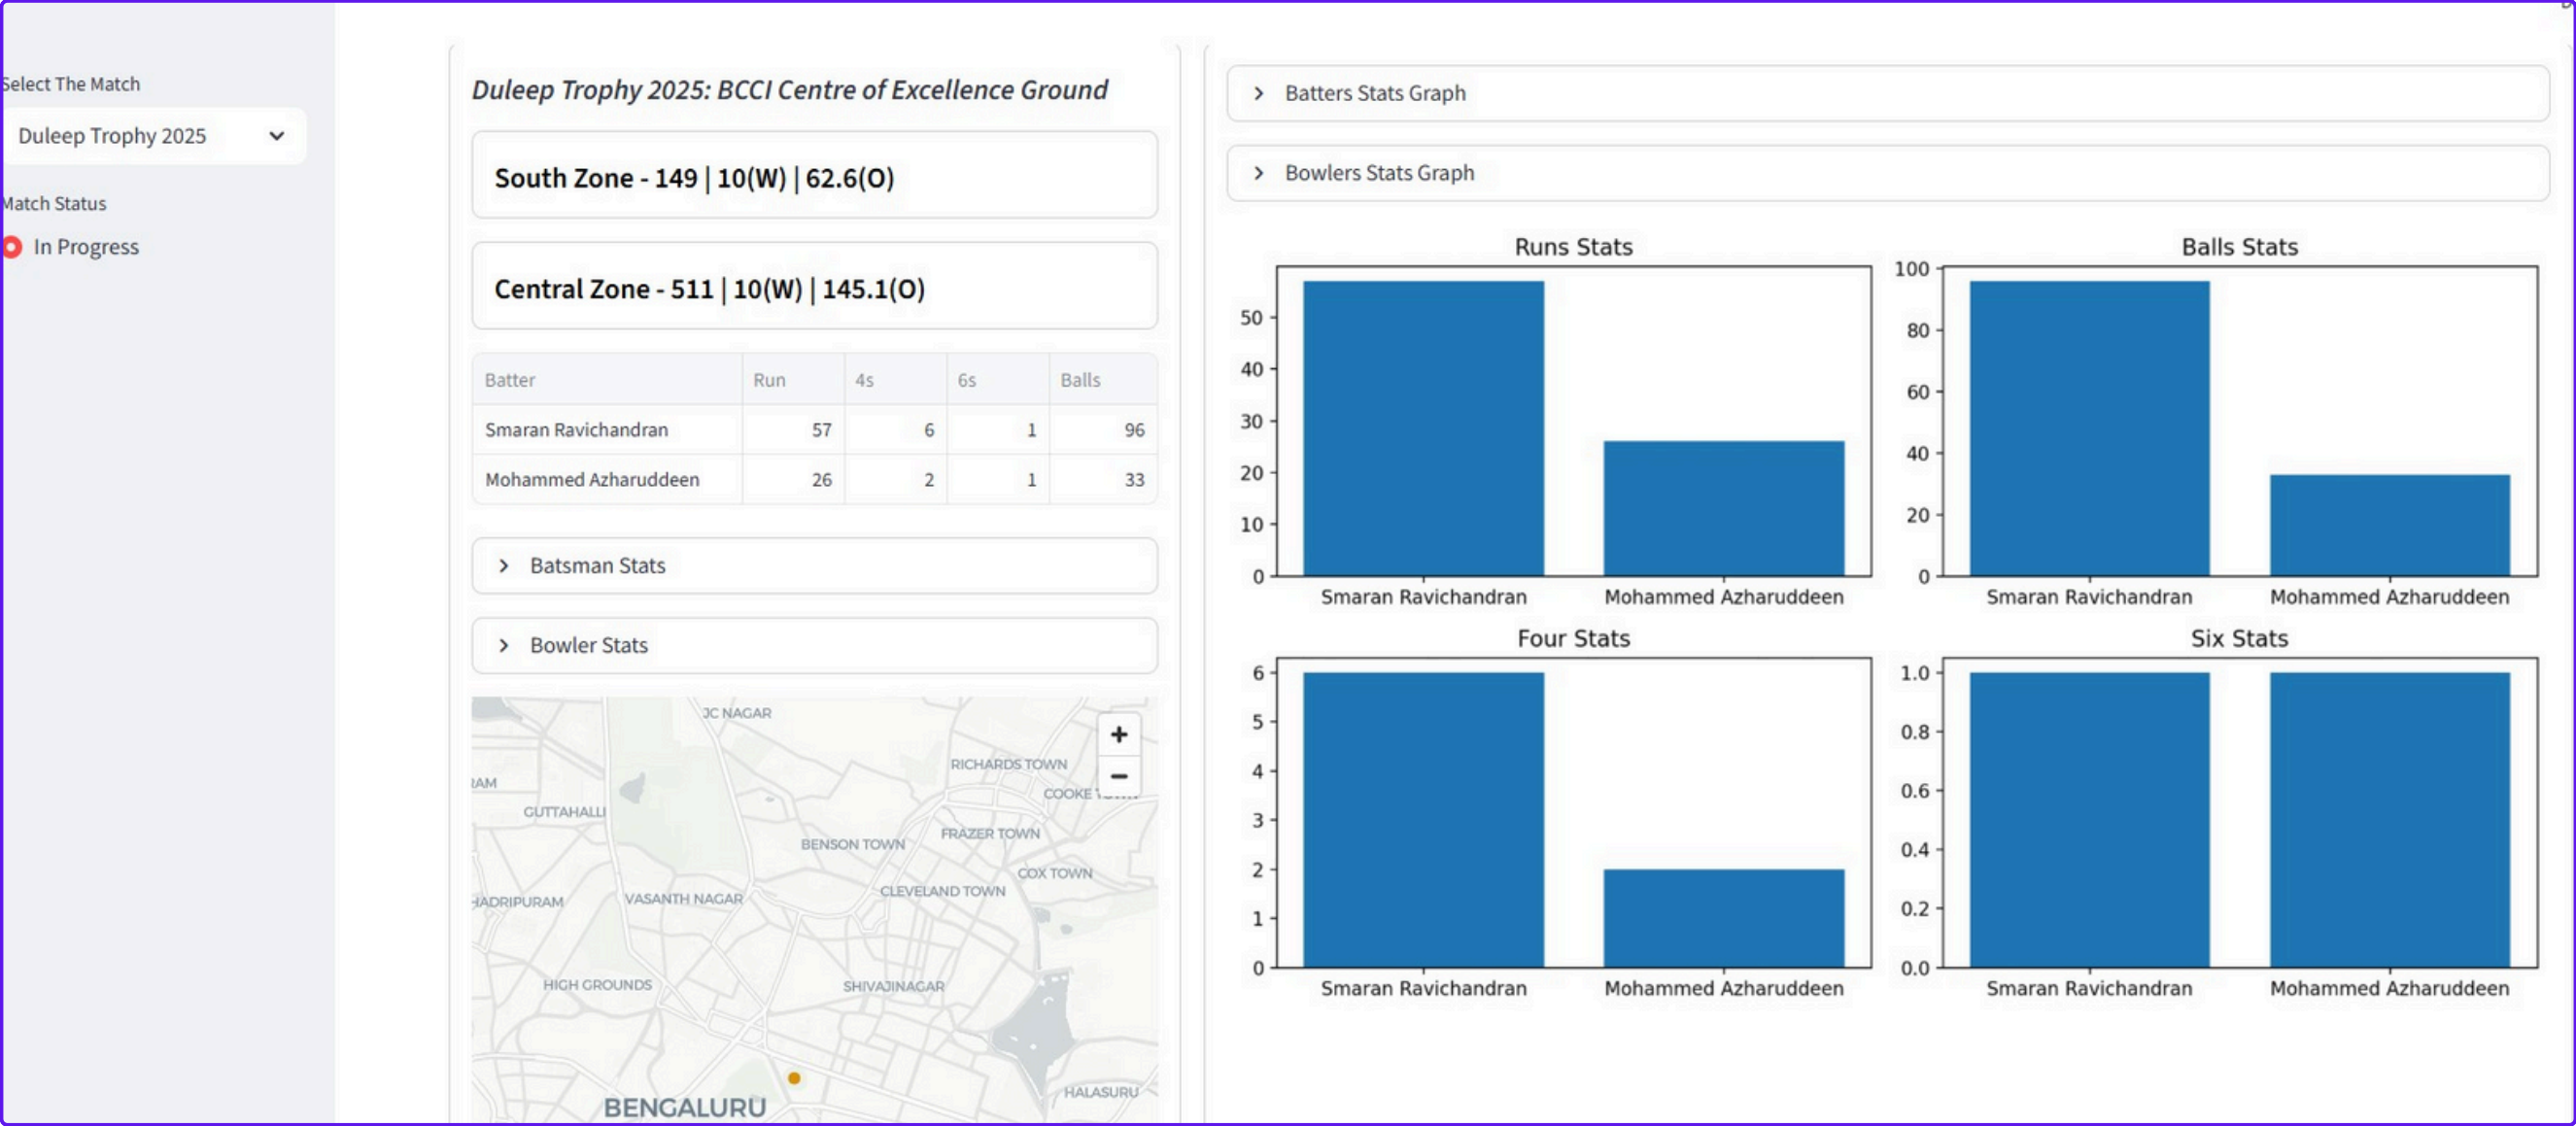 Select The Match
Duleep Trophy 2025
Match Status
In Progress
Duleep Trophy 2025: BCCI Centre of Excellence Ground
South Zone - 149 | 10(W) | 62.6(O)
Central Zone - 511 | 10(W) | 145.1(O)
Batter Run 4s 6s Balls
Smaran Ravichandran 57 6 1 96
Mohammed Azharuddeen 26 2 1 33
Batsman Stats
Bowler Stats
JC NAGAR
RICHARDS TOWN
RAM
COOKE
GUTTAHALLI
FRAZER TOWN
BENSON TOWN
COX TOWN
CLEVELAND TOWN
HADRIPURAM
VASANTH NAGAR
HIGH GROUNDS
SHIVAJINAGAR
HALASURU
BENGALURU
+
−
Batters Stats Graph
Bowlers Stats Graph
Runs Stats
50
40
30
20
10
0
Smaran Ravichandran Mohammed Azharuddeen
Balls Stats
100
80
60
40
20
0
Smaran Ravichandran Mohammed Azharuddeen
Four Stats
6
5
4
3
2
1
0
Smaran Ravichandran Mohammed Azharuddeen
Six Stats
1.0
0.8
0.6
0.4
0.2
0.0
Smaran Ravichandran Mohammed Azharuddeen